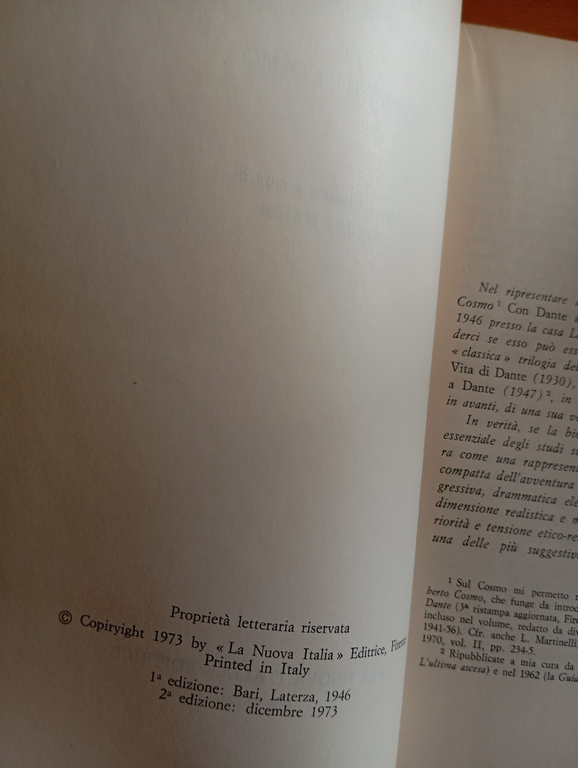 Proprietà letteraria riservata
© Copiryight 1973 by « La Nuova Italia » Editrice, Firenze
Printed in Italy
1ª edizione: Bari, Laterza, 1946
2ª edizione: dicembre 1973
Nel ripresentare
Cosmo¹ Con Dante
1946 presso la casa
derci se esso può
« classica » trilogia
Vita di Dante (1930),
a Dante (1947)², in
in avanti, di una sua
In verità, se la
essenziale degli studi
ra come una
compatta dell'avventura
gressiva, drammatica
dimensione realistica e
riorità e tensione
una delle più
¹ Sul Cosmo mi permetto
berto Cosmo, che funge da
Dante (3ª ristampa aggiornata,
incluso nel volume, redatto da
1941-56). Cfr. anche L. Martinelli,
1970, vol. II, pp. 234-5.
² Ripubblicate a mia cura da
L'ultima ascesa) e nel 1962 (la